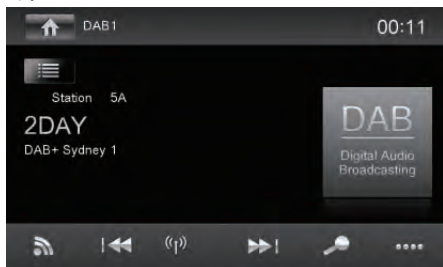 DAB1
00:11
Station 5A
2DAY
DAB+ Sydney 1
DAB
Digital Audio
Broadcasting